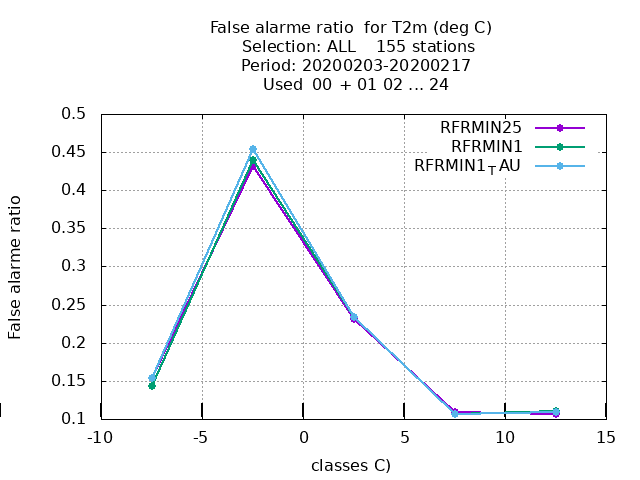 False alarme ratio for T2m (deg C)
Selection: ALL 155 stations
Period: 20200203-20200217
Used 00 + 01 02 ... 24
0.5
0.45
0.4
0.35
0.3
0.25
0.2
0.15
0.1
False alarme ratio
RFRMIN25
RFRMIN1
RFRMIN1TAU
-10 -5 0 5 10 15
classes C)